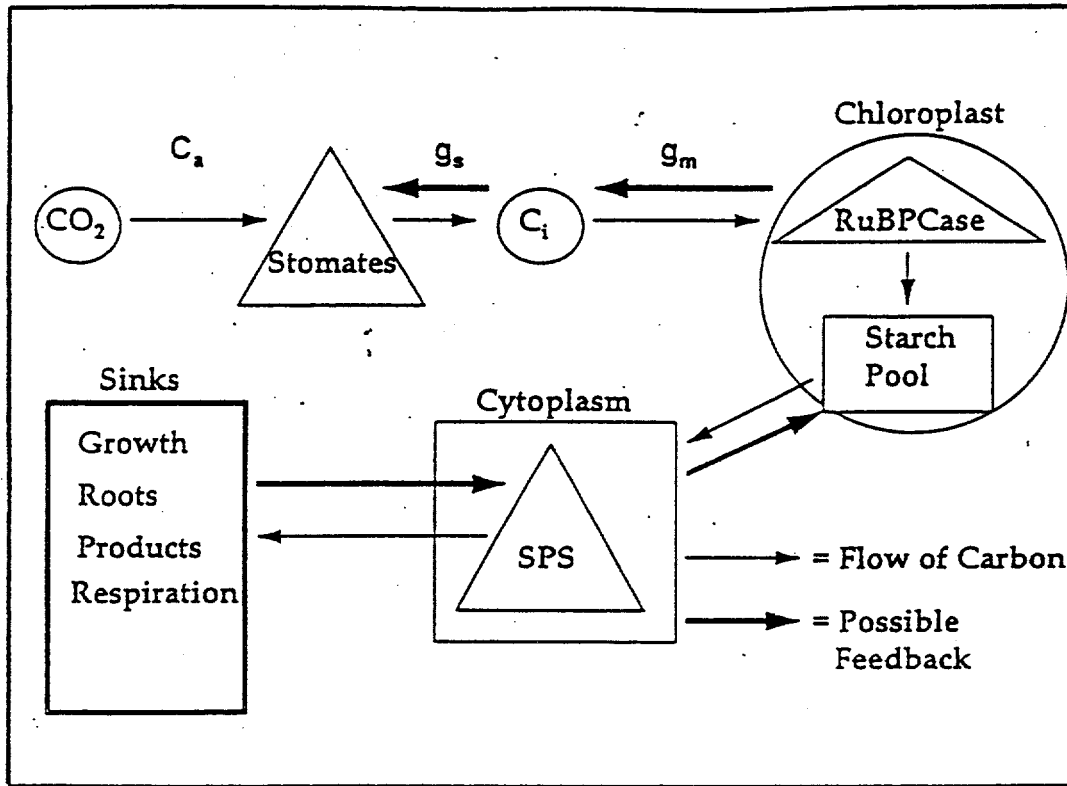 Chloroplast
Cₐ
gₛ
gₘ
CO₂
Stomates
Cᵢ
RuBPCase
Starch
Pool
Sinks
Growth
Roots
Products
Respiration
Cytoplasm
SPS
= Flow of Carbon
= Possible
Feedback